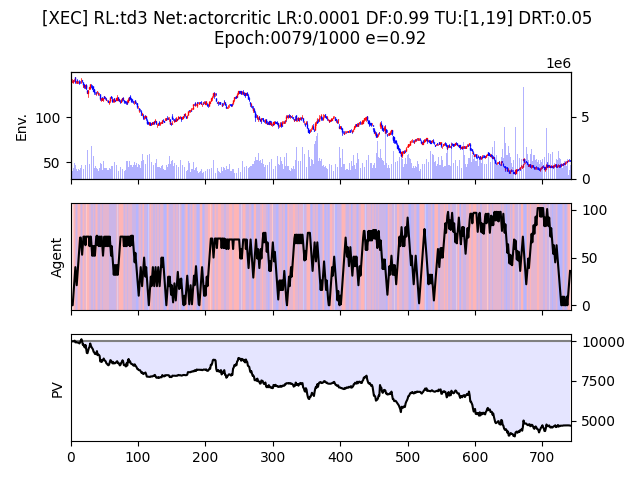 [XEC] RL:td3 Net:actorcritic LR:0.0001 DF:0.99 TU:[1,19] DRT:0.05
Epoch:0079/1000 e=0.92
1e6
Env.
100
50
5
0
Agent
100
50
0
PV
10000
7500
5000
0 100 200 300 400 500 600 700